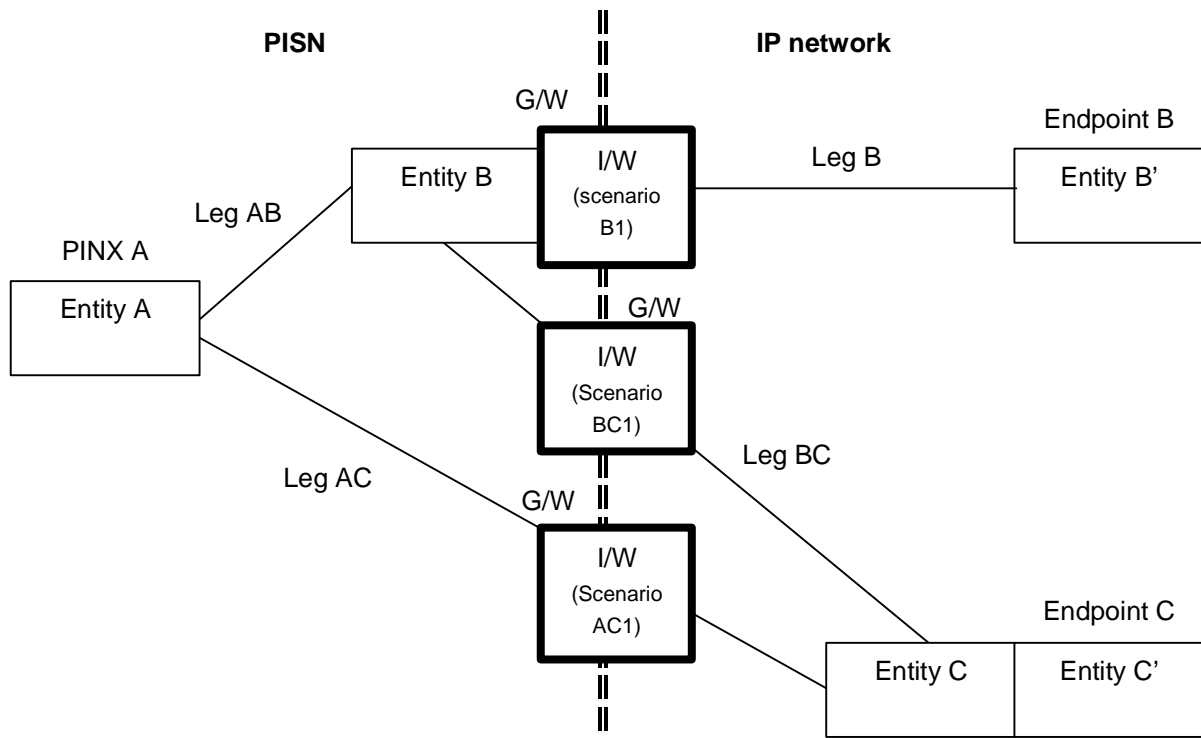 PISN
IP network
G/W
Endpoint B
I/W
(scenario
B1)
Entity B
Leg B
Entity B'
Leg AB
PINX A
Entity A
G/W
I/W
(Scenario
BC1)
Leg BC
Leg AC
G/W
I/W
(Scenario
AC1)
Endpoint C
Entity C
Entity C'